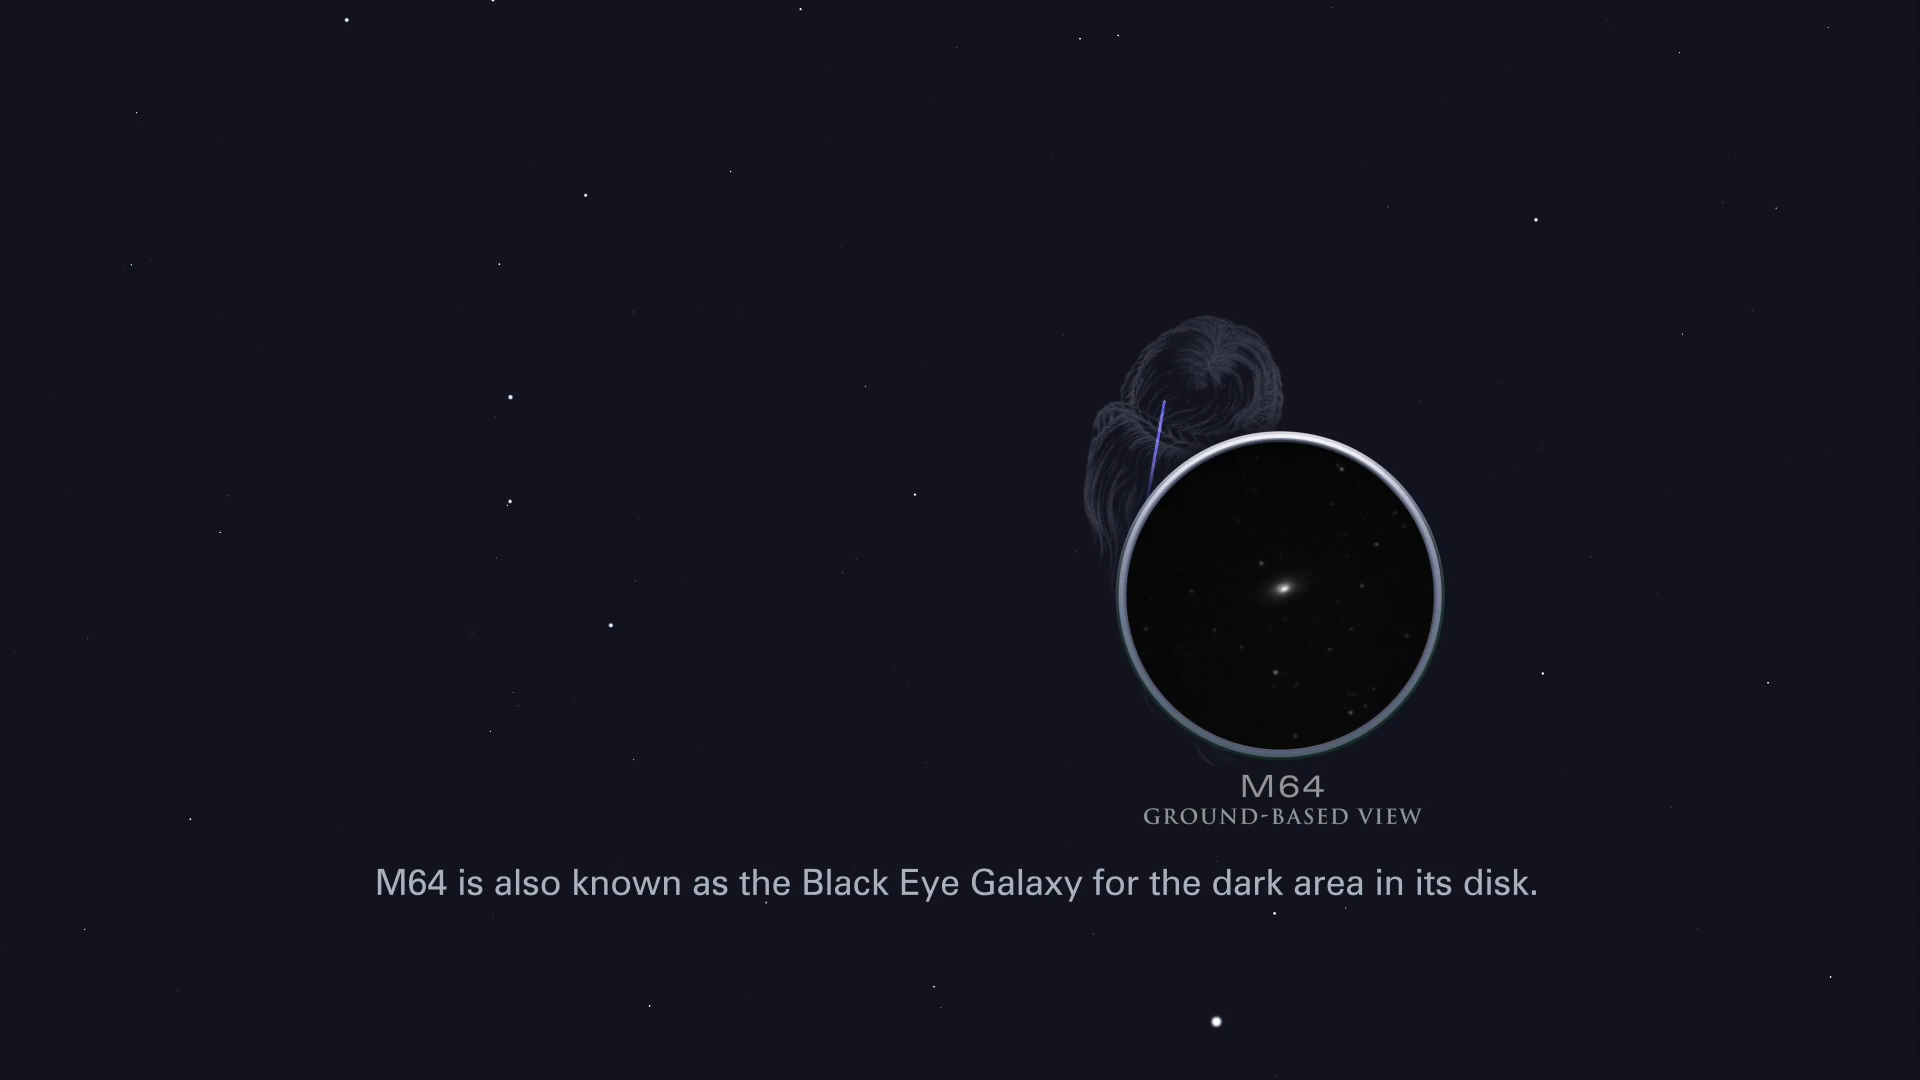 M64
GROUND-BASED VIEW
M64 is also known as the Black Eye Galaxy for the dark area in its disk.